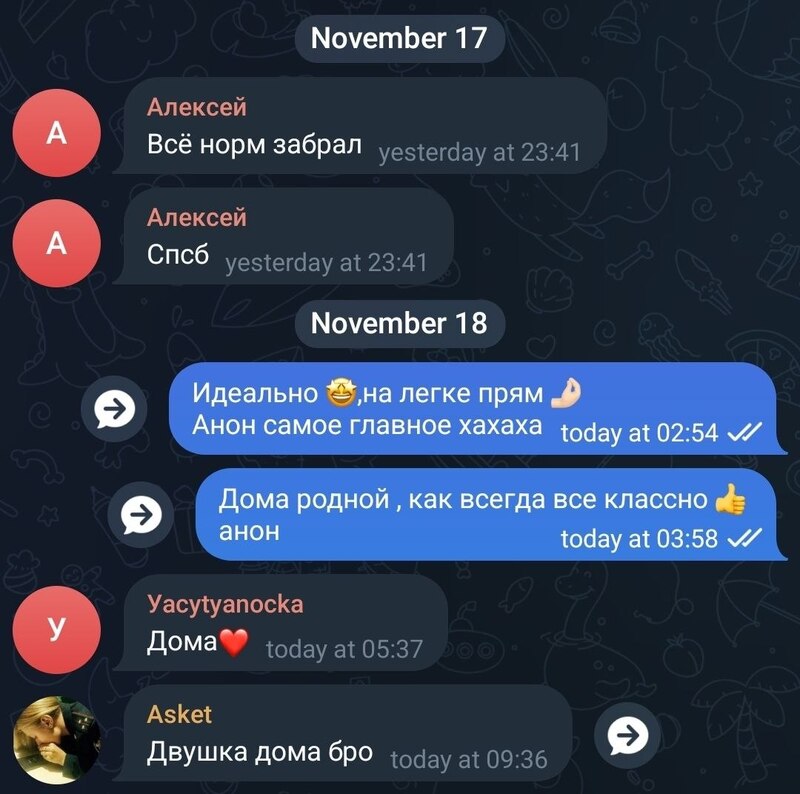 November 17
А
Алексей
Всё норм забрал yesterday at 23:41
А
Алексей
Спсб yesterday at 23:41
November 18
Идеально 🤩,на легке прям 🤌🏻
Анон самое главное хахаха today at 02:54
Дома родной , как всегда все классно 👍
анон today at 03:58
У
Yacytyanocka
Дома❤️ today at 05:37
Asket
Двушка дома бро today at 09:36